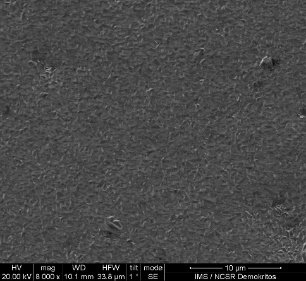 HV mag WD HFW tilt mode 10 µm
20.00 kV 8 000 x 10.1 mm 33.8 µm 1 ° SE IMS / NCSR Demokritos